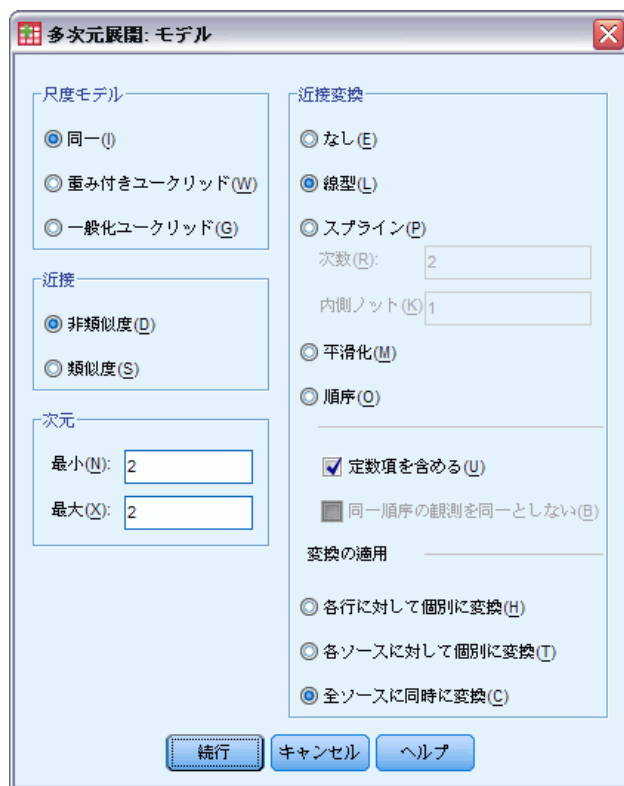 多次元展開: モデル
尺度モデル
同一(I)
重み付きユークリッド(W)
一般化ユークリッド(G)
近接
非類似度(D)
類似度(S)
次元
最小(N): 2
最大(X): 2
近接変換
なし(E)
線型(L)
スプライン(P)
次数(R): 2
内側ノット(K) 1
平滑化(M)
順序(O)
定数項を含める(U)
同一順序の観測を同一としない(B)
変換の適用
各行に対して個別に変換(H)
各ソースに対して個別に変換(T)
全ソースに同時に変換(C)
続行
キャンセル
ヘルプ